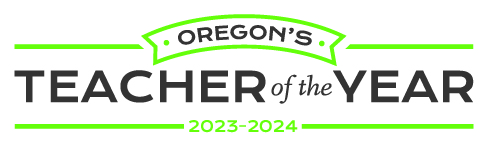 OREGON'S
TEACHER of the YEAR
2023-2024